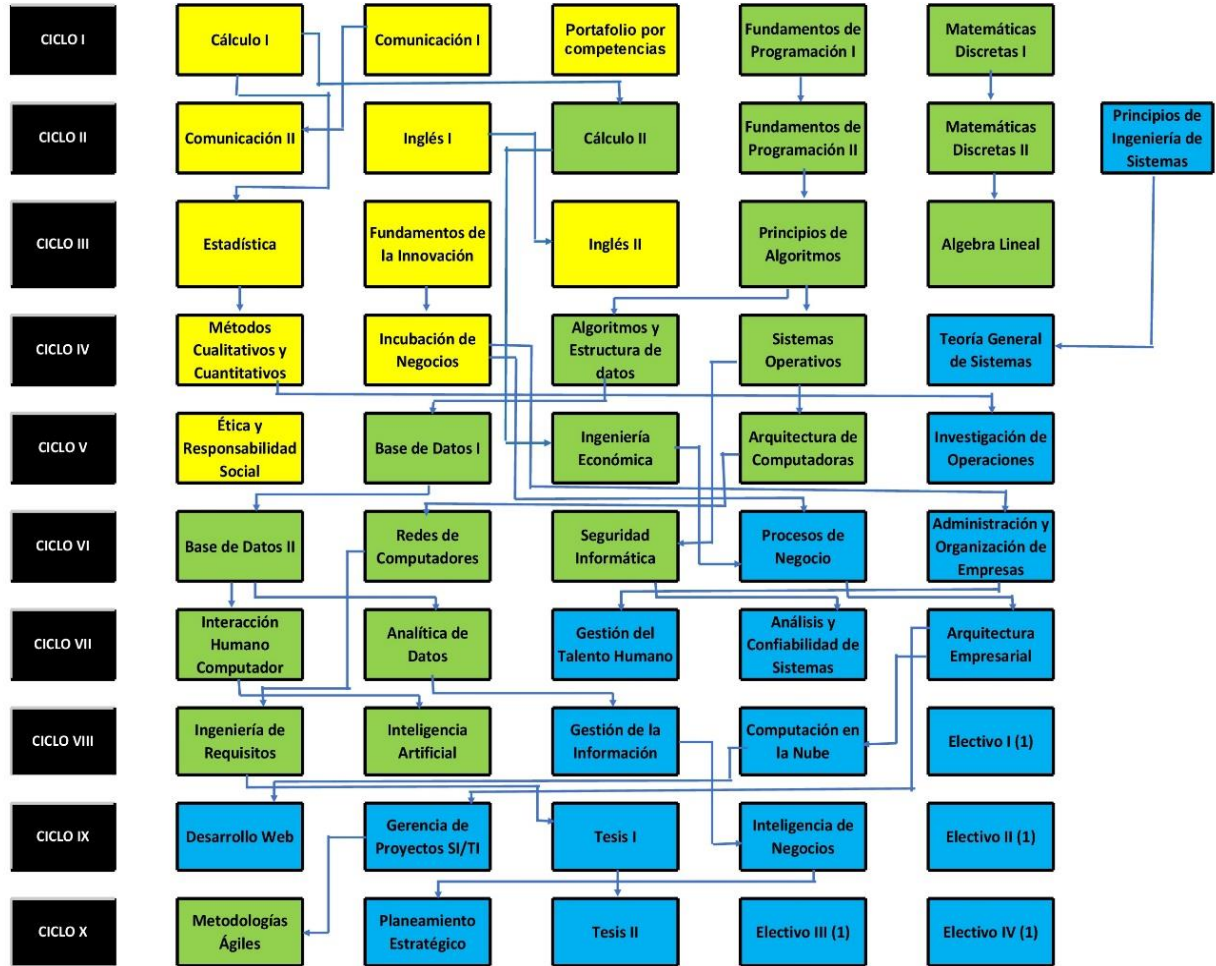 CICLO I
Cálculo I
Comunicación I
Portafolio por
competencias
Fundamentos de
Programación I
Matemáticas
Discretas I
CICLO II
Comunicación II
Inglés I
Cálculo II
Fundamentos de
Programación II
Matemáticas
Discretas II
Principios de
Ingeniería de
Sistemas
CICLO III
Estadística
Fundamentos de
la Innovación
Inglés II
Principios de
Algoritmos
Algebra Lineal
CICLO IV
Métodos
Cualitativos y
Cuantitativos
Incubación de
Negocios
Algoritmos y
Estructura de
datos
Sistemas
Operativos
Teoría General
de Sistemas
CICLO V
Ética y
Responsabilidad
Social
Base de Datos I
Ingeniería
Económica
Arquitectura de
Computadoras
Investigación de
Operaciones
CICLO VI
Base de Datos II
Redes de
Computadores
Seguridad
Informática
Procesos de
Negocio
Administración y
Organización de
Empresas
CICLO VII
Interacción
Humano
Computador
Analítica de
Datos
Gestión del
Talento Humano
Análisis y
Confiabilidad de
Sistemas
Arquitectura
Empresarial
CICLO VIII
Ingeniería de
Requisitos
Inteligencia
Artificial
Gestión de la
Información
Computación en
la Nube
Electivo I (1)
CICLO IX
Desarrollo Web
Gerencia de
Proyectos SI/TI
Tesis I
Inteligencia de
Negocios
Electivo II (1)
CICLO X
Metodologías
Ágiles
Planeamiento
Estratégico
Tesis II
Electivo III (1)
Electivo IV (1)